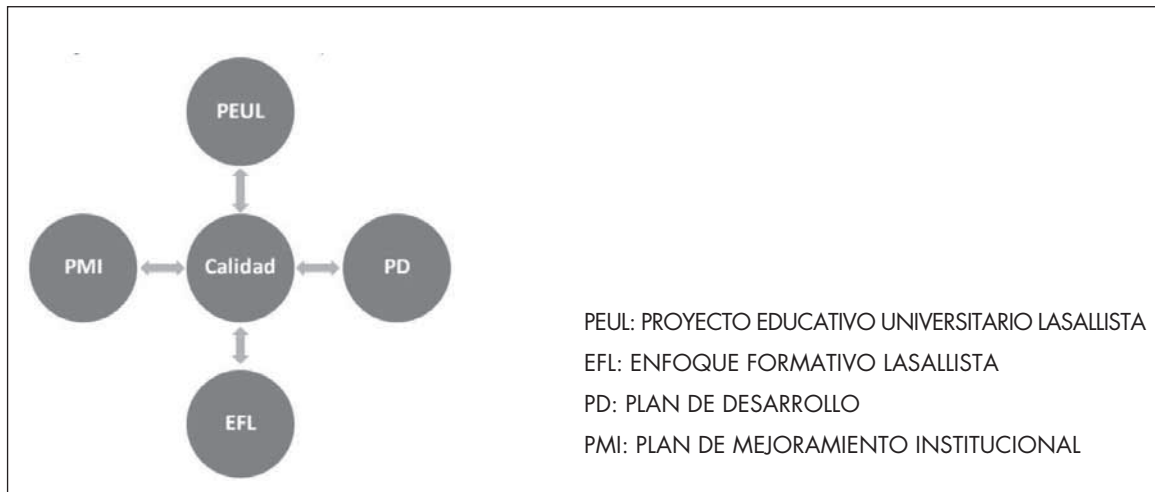 PEUL
PMI
Calidad
PD
EFL
PEUL: PROYECTO EDUCATIVO UNIVERSITARIO LASALLISTA
EFL: ENFOQUE FORMATIVO LASALLISTA
PD: PLAN DE DESARROLLO
PMI: PLAN DE MEJORAMIENTO INSTITUCIONAL